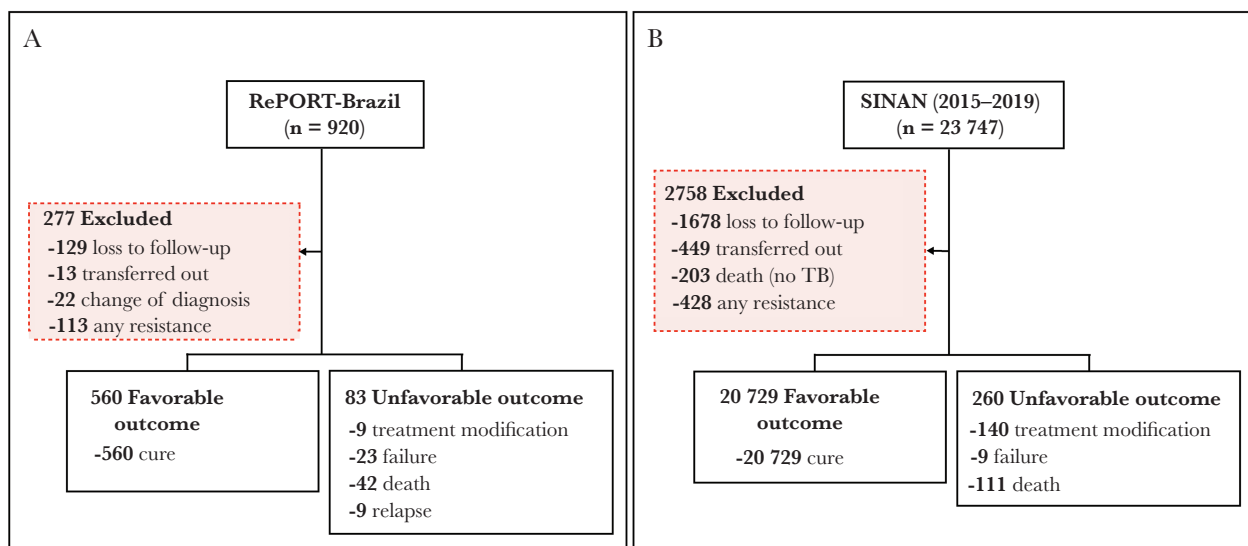 A
RePORT-Brazil
(n = 920)
277 Excluded
-129 loss to follow-up
-13 transferred out
-22 change of diagnosis
-113 any resistance
560 Favorable
outcome
-560 cure
83 Unfavorable outcome
-9 treatment modification
-23 failure
-42 death
-9 relapse
B
SINAN (2015–2019)
(n = 23 747)
2758 Excluded
-1678 loss to follow-up
-449 transferred out
-203 death (no TB)
-428 any resistance
20 729 Favorable
outcome
-20 729 cure
260 Unfavorable outcome
-140 treatment modification
-9 failure
-111 death